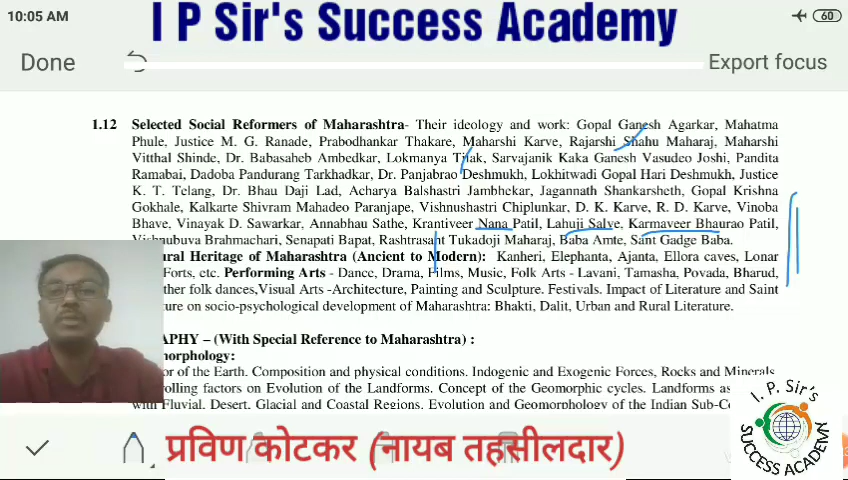 I P Sir's Success Academy
10:05 AM
60
Done
Export focus
1.12 Selected Social Reformers of Maharashtra- Their ideology and work: Gopal Ganesh Agarkar, Mahatma
Phule, Justice M. G. Ranade, Prabodhankar Thakare, Maharshi Karve, Rajarshi Shahu Maharaj, Maharshi
Vitthal Shinde, Dr. Babasaheb Ambedkar, Lokmanya Tilak, Sarvajanik Kaka Ganesh Vasudeo Joshi, Pandita
Ramabai, Dadoba Pandurang Tarkhadkar, Dr. Panjabrao Deshmukh, Lokhitwadi Gopal Hari Deshmukh, Justice
K. T. Telang, Dr. Bhau Daji Lad, Acharya Balshastri Jambhekar, Jagannath Shankarsheth, Gopal Krishna
Gokhale, Kalkarte Shivram Mahadeo Paranjape, Vishnushastri Chiplunkar, D. K. Karve, R. D. Karve, Vinoba
Bhave, Vinayak D. Sawarkar, Annabhau Sathe, Krantiveer Nana Patil, Lahuji Salve, Karmaveer Bhaurao Patil,
Vishnubuva Brahmachari, Senapati Bapat, Rashtrasant Tukadoji Maharaj, Baba Amte, Sant Gadge Baba.
ural Heritage of Maharashtra (Ancient to Modern): Kanheri, Elephanta, Ajanta, Ellora caves, Lonar
Forts, etc. Performing Arts - Dance, Drama, Films, Music, Folk Arts - Lavani, Tamasha, Povada, Bharud,
ther folk dances,Visual Arts -Architecture, Painting and Sculpture. Festivals. Impact of Literature and Saint
ture on socio-psychological development of Maharashtra: Bhakti, Dalit, Urban and Rural Literature.
APHY – (With Special Reference to Maharashtra) :
morphology:
or of the Earth. Composition and physical conditions. Indogenic and Exogenic Forces, Rocks and Minerals,
rolling factors on Evolution of the Landforms. Concept of the Geomorphic cycles. Landforms as
with Fluvial, Desert, Glacial and Coastal Regions. Evolution and Geomorphology of the Indian Sub-Co
प्रविण कोटकर (नायब तहसीलदार)
I. P. Sir's
SUCCESS ACADEMY